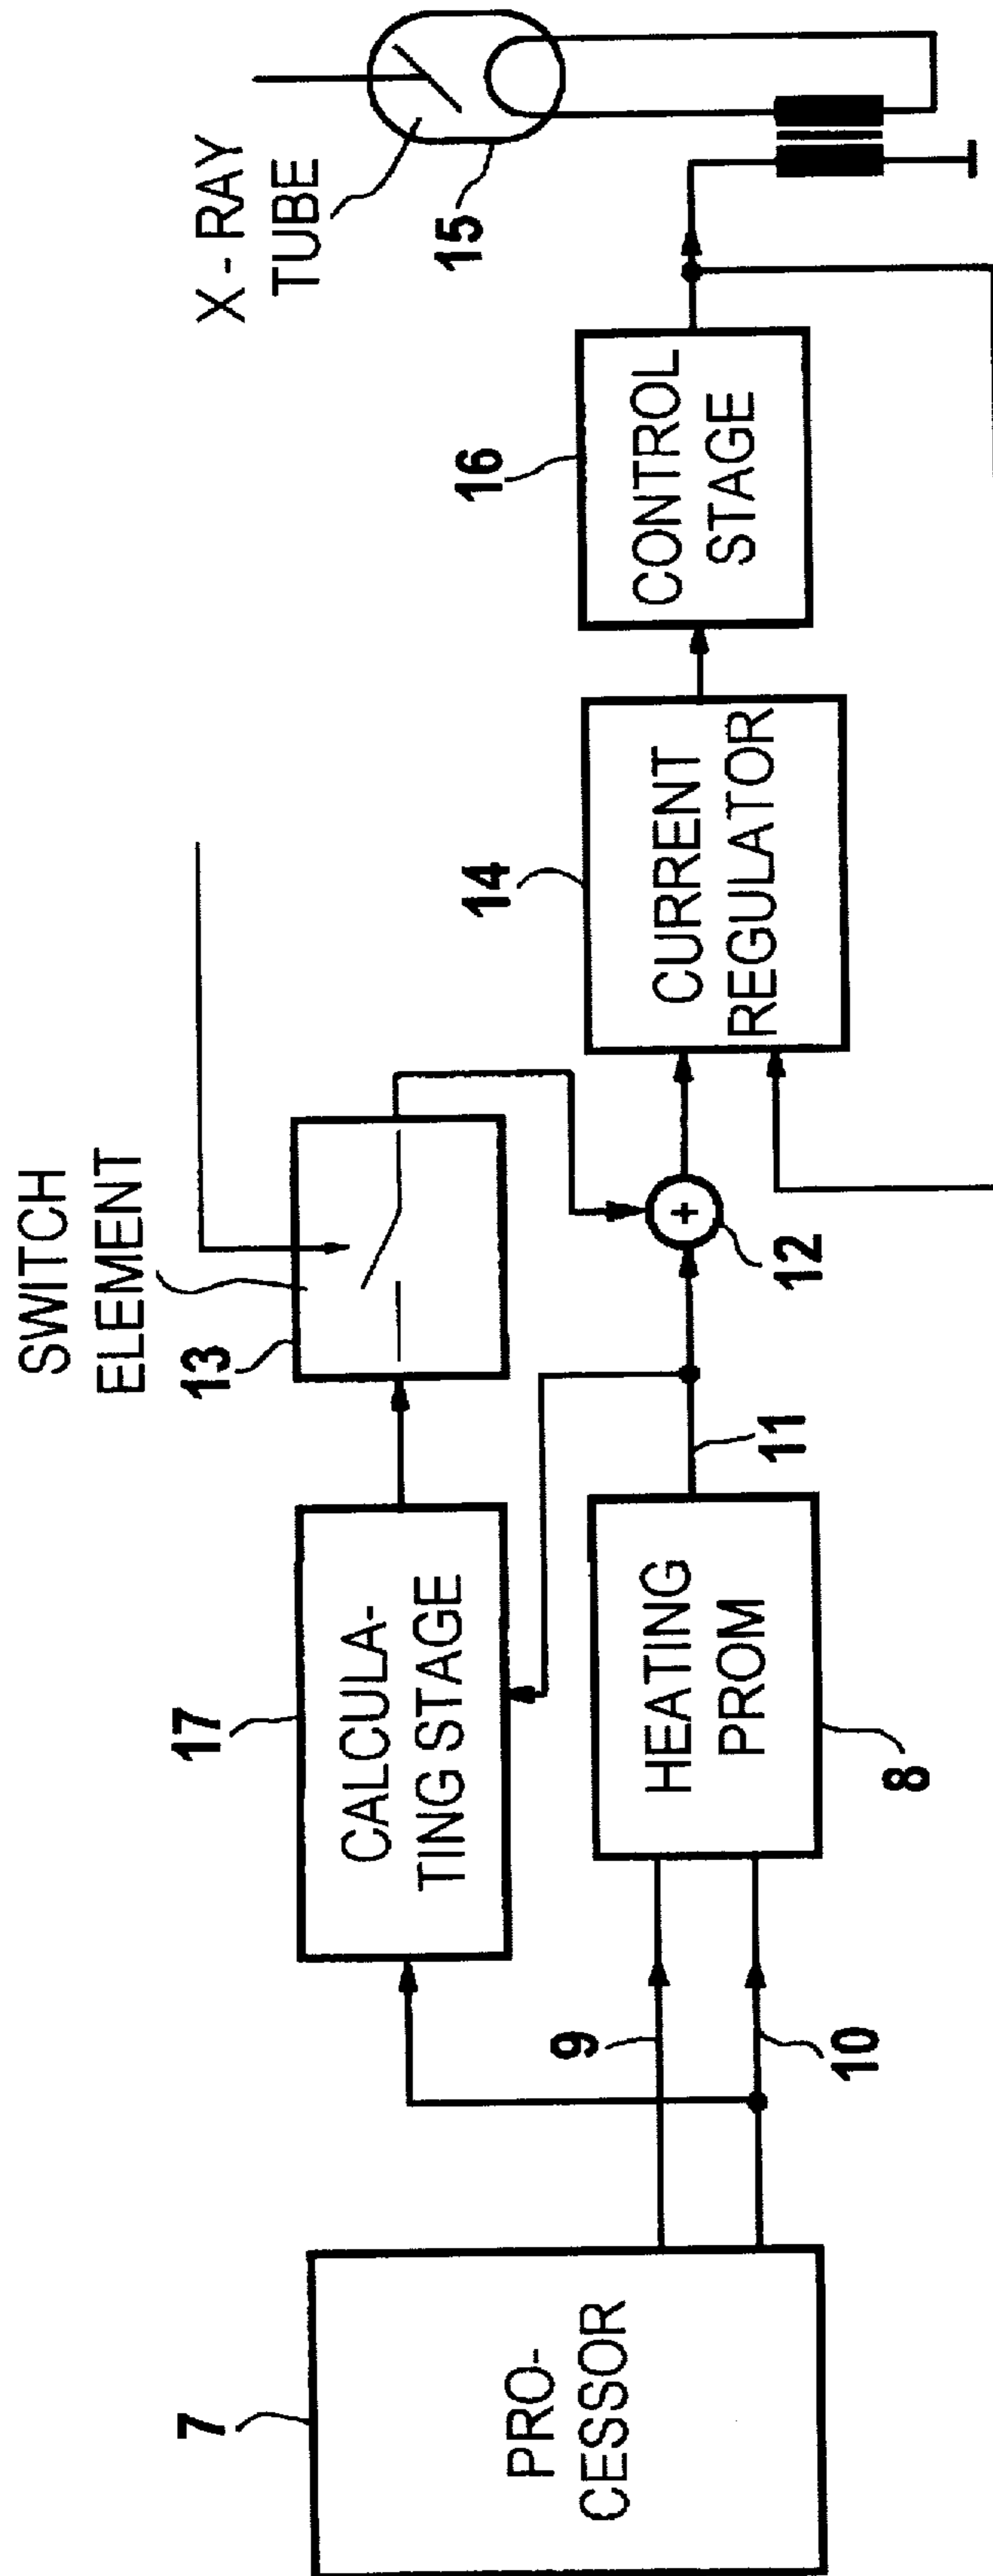 X - RAY
TUBE
15
SWITCH
ELEMENT
13
16
CONTROL
STAGE
14
CURRENT
REGULATOR
+
12
17
CALCULA-
TING STAGE
11
HEATING
PROM
8
9
10
7
PRO-
CESSOR